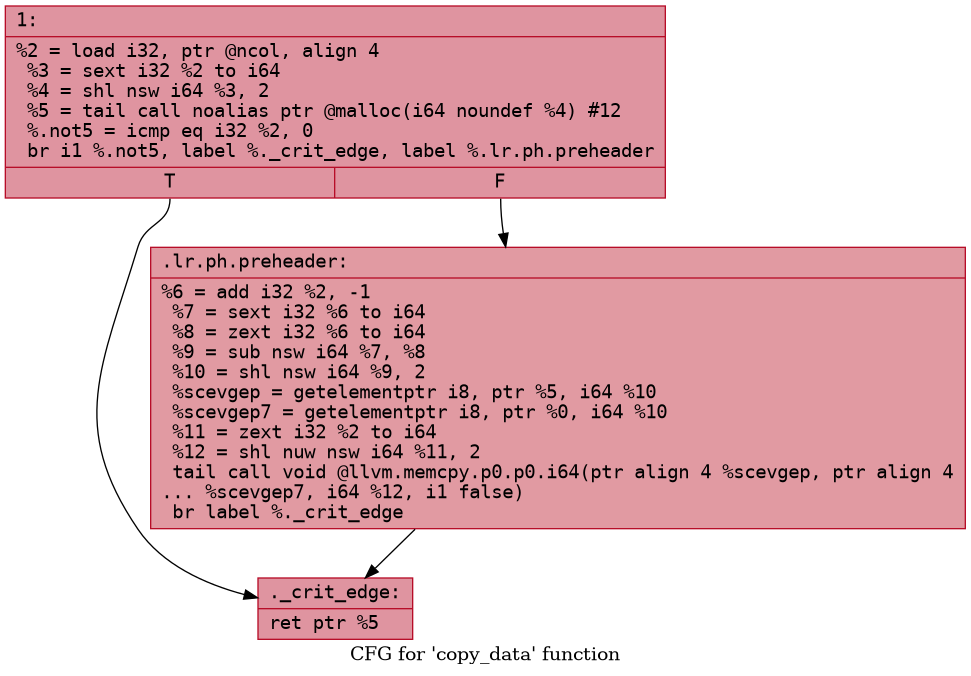 1:
%2 = load i32, ptr @ncol, align 4
%3 = sext i32 %2 to i64
%4 = shl nsw i64 %3, 2
%5 = tail call noalias ptr @malloc(i64 noundef %4) #12
%.not5 = icmp eq i32 %2, 0
br i1 %.not5, label %._crit_edge, label %.lr.ph.preheader
T F
.lr.ph.preheader:
%6 = add i32 %2, -1
%7 = sext i32 %6 to i64
%8 = zext i32 %6 to i64
%9 = sub nsw i64 %7, %8
%10 = shl nsw i64 %9, 2
%scevgep = getelementptr i8, ptr %5, i64 %10
%scevgep7 = getelementptr i8, ptr %0, i64 %10
%11 = zext i32 %2 to i64
%12 = shl nuw nsw i64 %11, 2
tail call void @llvm.memcpy.p0.p0.i64(ptr align 4 %scevgep, ptr align 4
... %scevgep7, i64 %12, i1 false)
br label %._crit_edge
._crit_edge:
ret ptr %5
CFG for 'copy_data' function